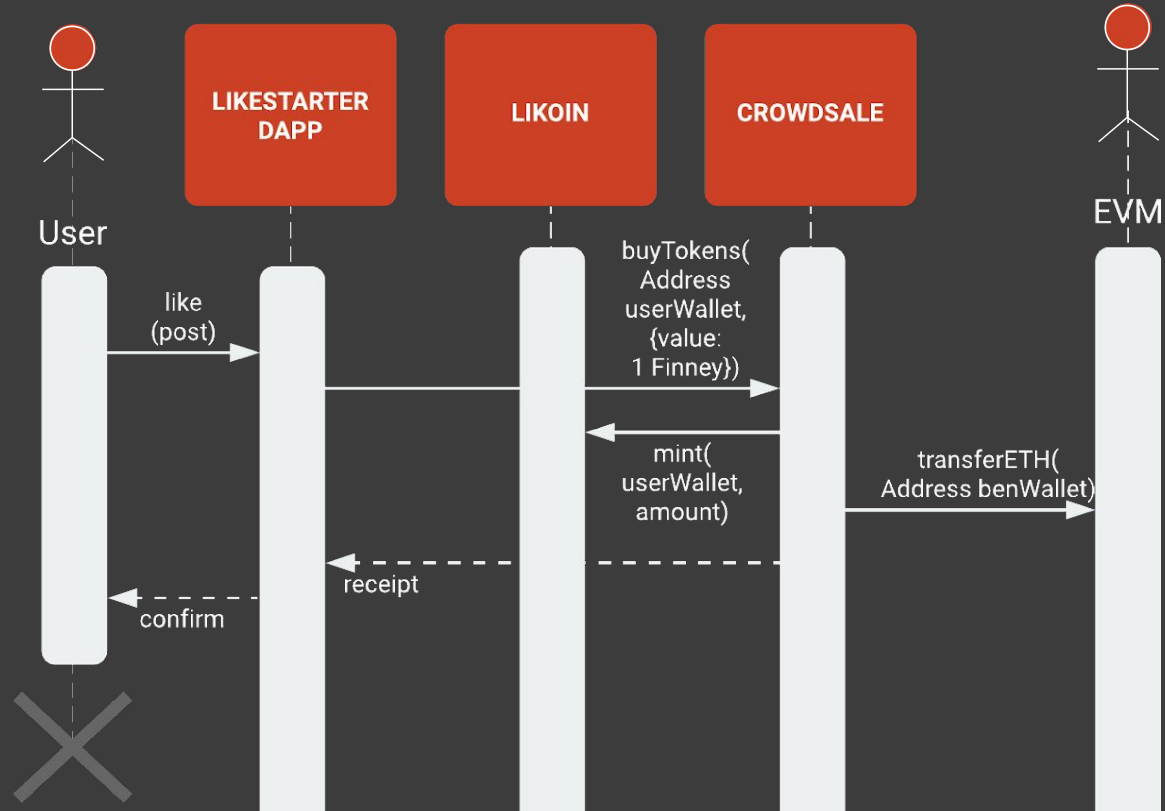 LIKESTARTER
DAPP
LIKOIN
CROWDSALE
User
EVM
like
(post)
buyTokens(
Address
userWallet,
{value:
1 Finney})
mint(
userWallet,
amount)
transferETH(
Address benWallet)
receipt
confirm